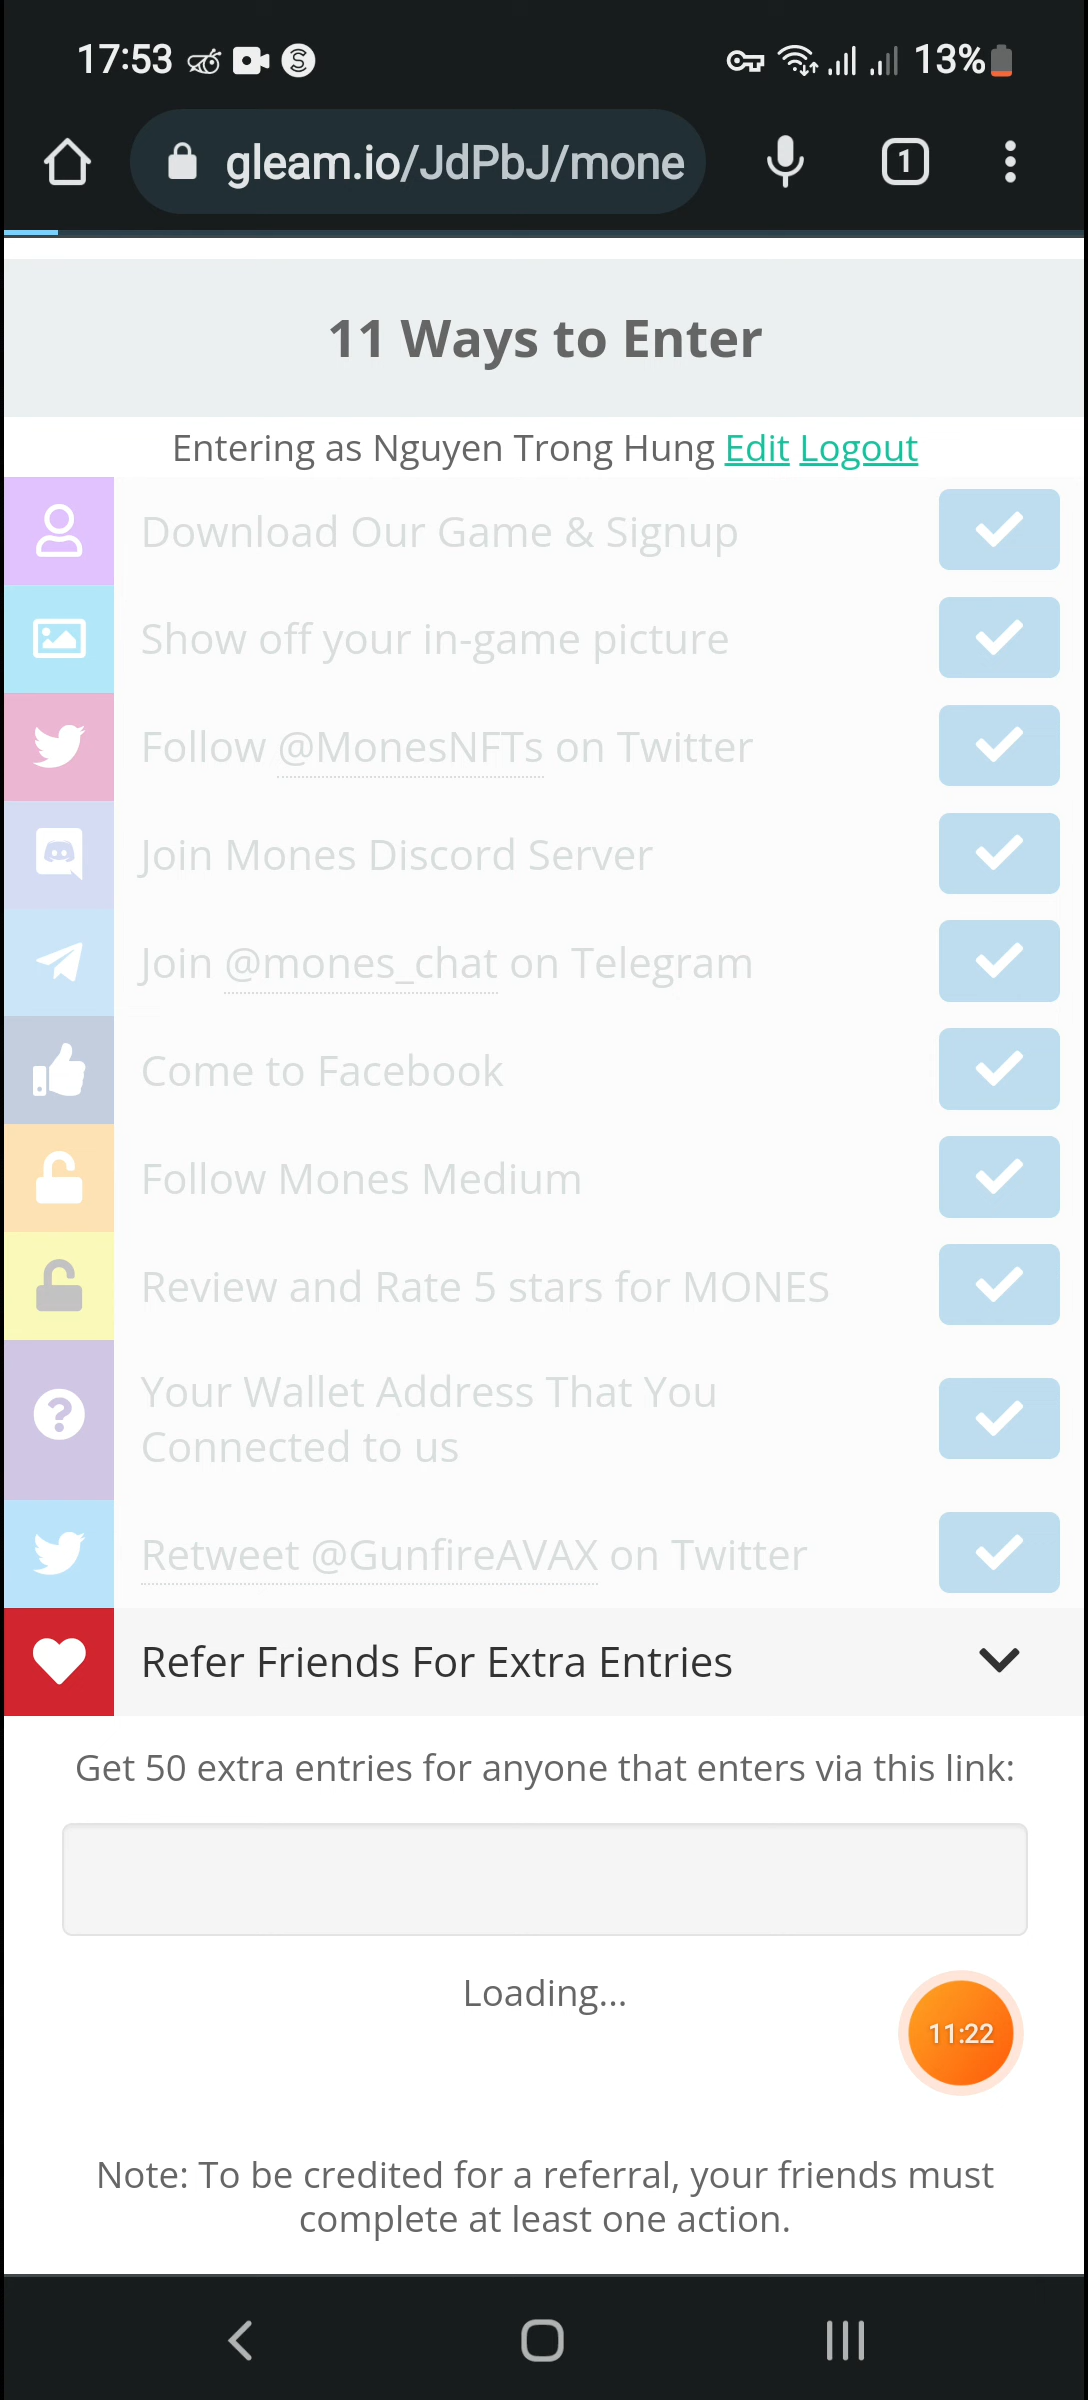 17:53
13%
gleam.io/JdPbJ/mone
1
11 Ways to Enter
Entering as Nguyen Trong Hung Edit Logout
Download Our Game & Signup
Show off your in-game picture
Follow @MonesNFTs on Twitter
Join Mones Discord Server
Join @mones_chat on Telegram
Come to Facebook
Follow Mones Medium
Review and Rate 5 stars for MONES
Your Wallet Address That You
Connected to us
Retweet @GunfireAVAX on Twitter
Refer Friends For Extra Entries
Get 50 extra entries for anyone that enters via this link:
Loading...
11:22
Note: To be credited for a referral, your friends must
complete at least one action.